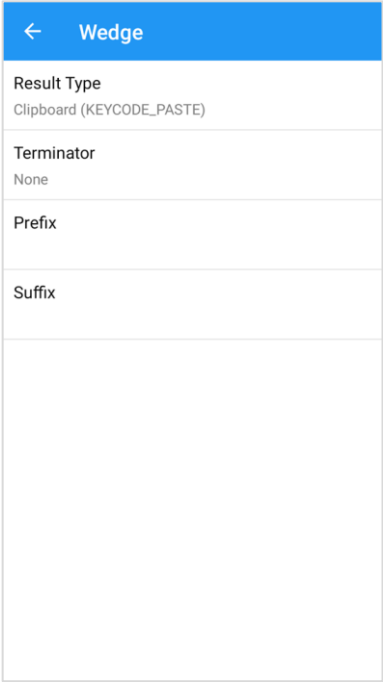 Wedge
Result Type
Clipboard (KEYCODE_PASTE)
Terminator
None
Prefix
Suffix